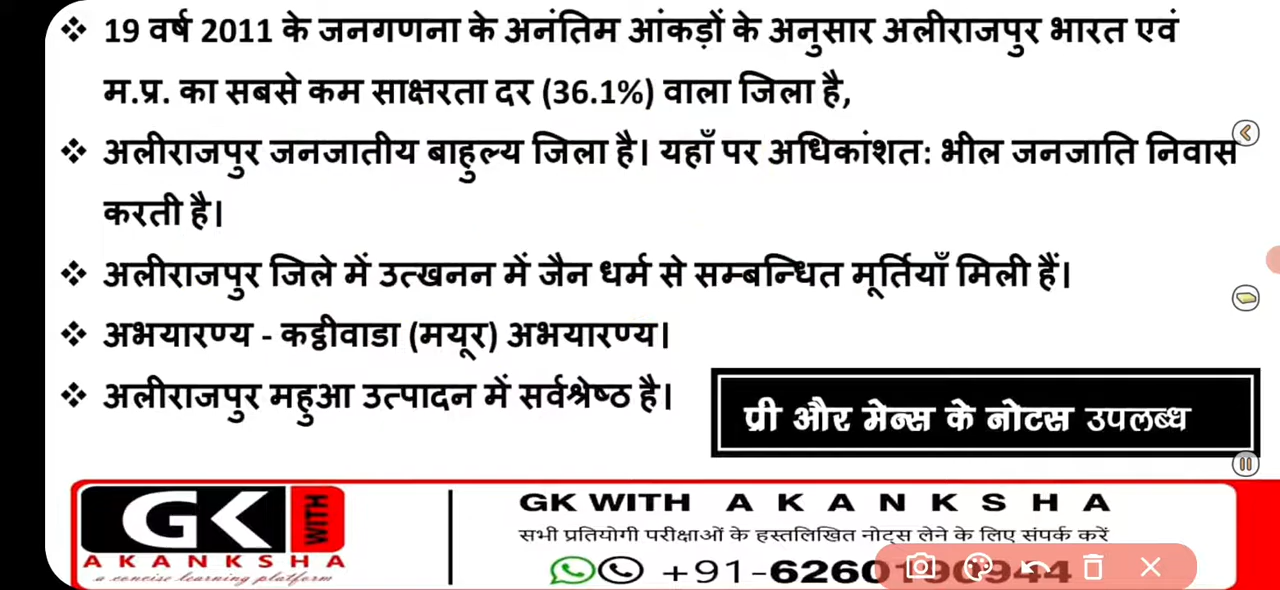 ❖ 19 वर्ष 2011 के जनगणना के अनंतिम आंकड़ों के अनुसार अलीराजपुर भारत एवं
म.प्र. का सबसे कम साक्षरता दर (36.1%) वाला जिला है,
❖ अलीराजपुर जनजातीय बाहुल्य जिला है। यहाँ पर अधिकांशत: भील जनजाति निवास
करती है।
❖ अलीराजपुर जिले में उत्खनन में जैन धर्म से सम्बन्धित मूर्तियाँ मिली हैं।
❖ अभयारण्य - कट्ठीवाडा (मयूर) अभयारण्य।
❖ अलीराजपुर महुआ उत्पादन में सर्वश्रेष्ठ है।
प्री और मेन्स के नोटस उपलब्ध
GK WITH
AKANKSHA
a concise learning platform
GK WITH AKANKSHA
सभी प्रतियोगी परीक्षाओं के हस्तलिखित नोट्स लेने के लिए संपर्क करें
+91-6260190944